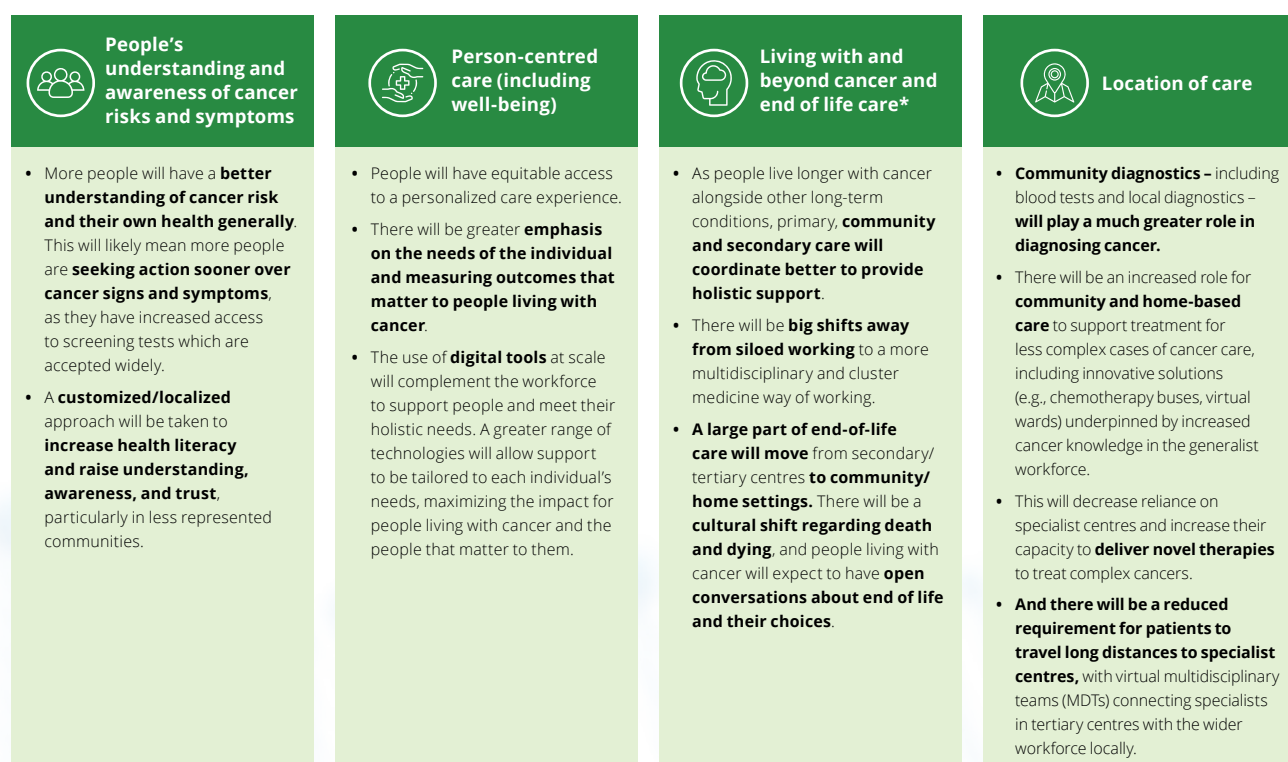 People's
understanding and
awareness of cancer
risks and symptoms
• More people will have a better
understanding of cancer risk
and their own health generally.
This will likely mean more people
are seeking action sooner over
cancer signs and symptoms,
as they have increased access
to screening tests which are
accepted widely.
• A customized/localized
approach will be taken to
increase health literacy
and raise understanding,
awareness, and trust,
particularly in less represented
communities.
Person-centred
care (including
well-being)
• People will have equitable access
to a personalized care experience.
• There will be greater emphasis
on the needs of the individual
and measuring outcomes that
matter to people living with
cancer.
• The use of digital tools at scale
will complement the workforce
to support people and meet their
holistic needs. A greater range of
technologies will allow support
to be tailored to each individual's
needs, maximizing the impact for
people living with cancer and the
people that matter to them.
Living with and
beyond cancer and
end of life care*
• As people live longer with cancer
alongside other long-term
conditions, primary, community
and secondary care will
coordinate better to provide
holistic support.
• There will be big shifts away
from siloed working to a more
multidisciplinary and cluster
medicine way of working.
• A large part of end-of-life
care will move from secondary/
tertiary centres to community/
home settings. There will be a
cultural shift regarding death
and dying, and people living with
cancer will expect to have open
conversations about end of life
and their choices.
Location of care
• Community diagnostics – including
blood tests and local diagnostics –
will play a much greater role in
diagnosing cancer.
• There will be an increased role for
community and home-based
care to support treatment for
less complex cases of cancer care,
including innovative solutions
(e.g., chemotherapy buses, virtual
wards) underpinned by increased
cancer knowledge in the generalist
workforce.
• This will decrease reliance on
specialist centres and increase their
capacity to deliver novel therapies
to treat complex cancers.
• And there will be a reduced
requirement for patients to
travel long distances to specialist
centres, with virtual multidisciplinary
teams (MDTs) connecting specialists
in tertiary centres with the wider
workforce locally.